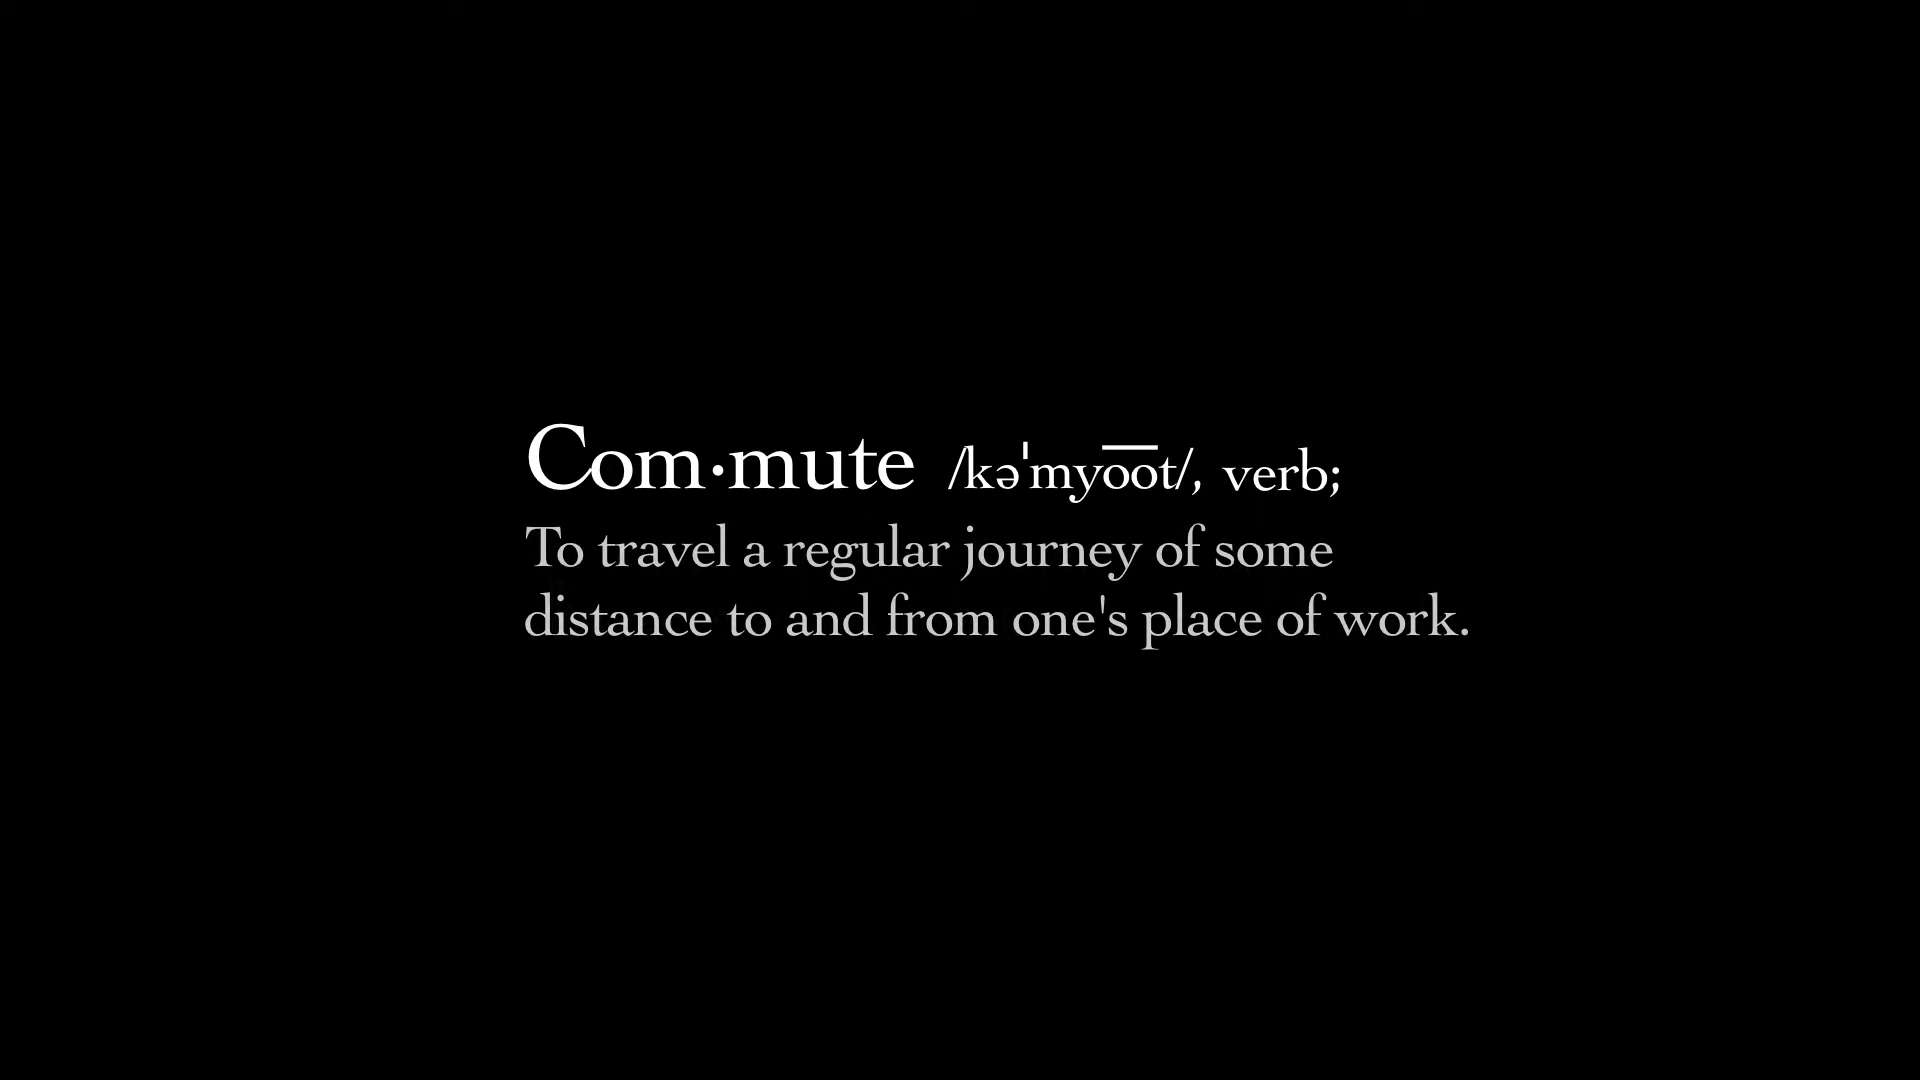 Com·mute /kəˈmyo͞ot/, verb;
To travel a regular journey of some
distance to and from one's place of work.